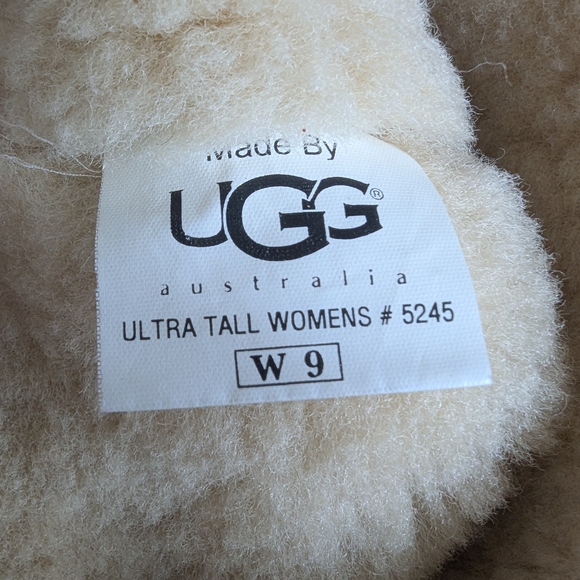 Made By
UGG®
australia
ULTRA TALL WOMENS # 5245
W 9